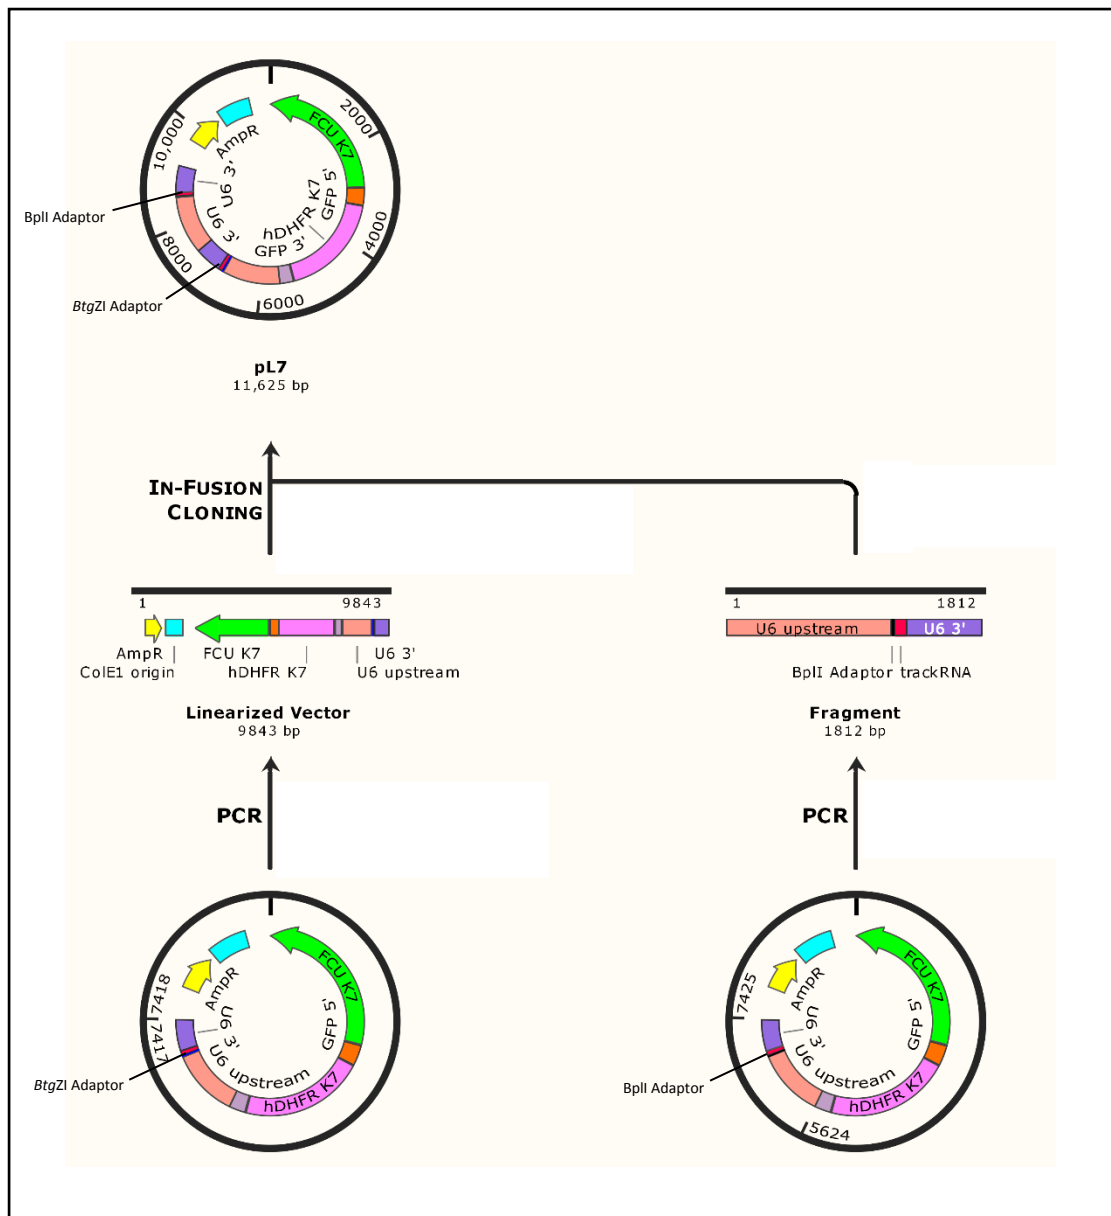 2000
4000
6000
8000
10,000
AmpR
FCU K7
U6 3'
U6 3'
GFP 3'
hDHFR K7
GFP 5'
BplI Adaptor
BtgZI Adaptor
pL7
11,625 bp
IN-FUSION
CLONING
1 9843
AmpR FCU K7 U6 3'
ColE1 origin hDHFR K7 U6 upstream
Linearized Vector
9843 bp
1 1812
U6 upstream U6 3'
BplI Adaptor trackRNA
Fragment
1812 bp
PCR
PCR
7418
7417
AmpR
FCU K7
U6 3'
GFP 5'
U6 upstream
hDHFR K7
BtgZI Adaptor
7425
AmpR
FCU K7
U6 3'
GFP 5'
U6 upstream
hDHFR K7
BplI Adaptor
5624